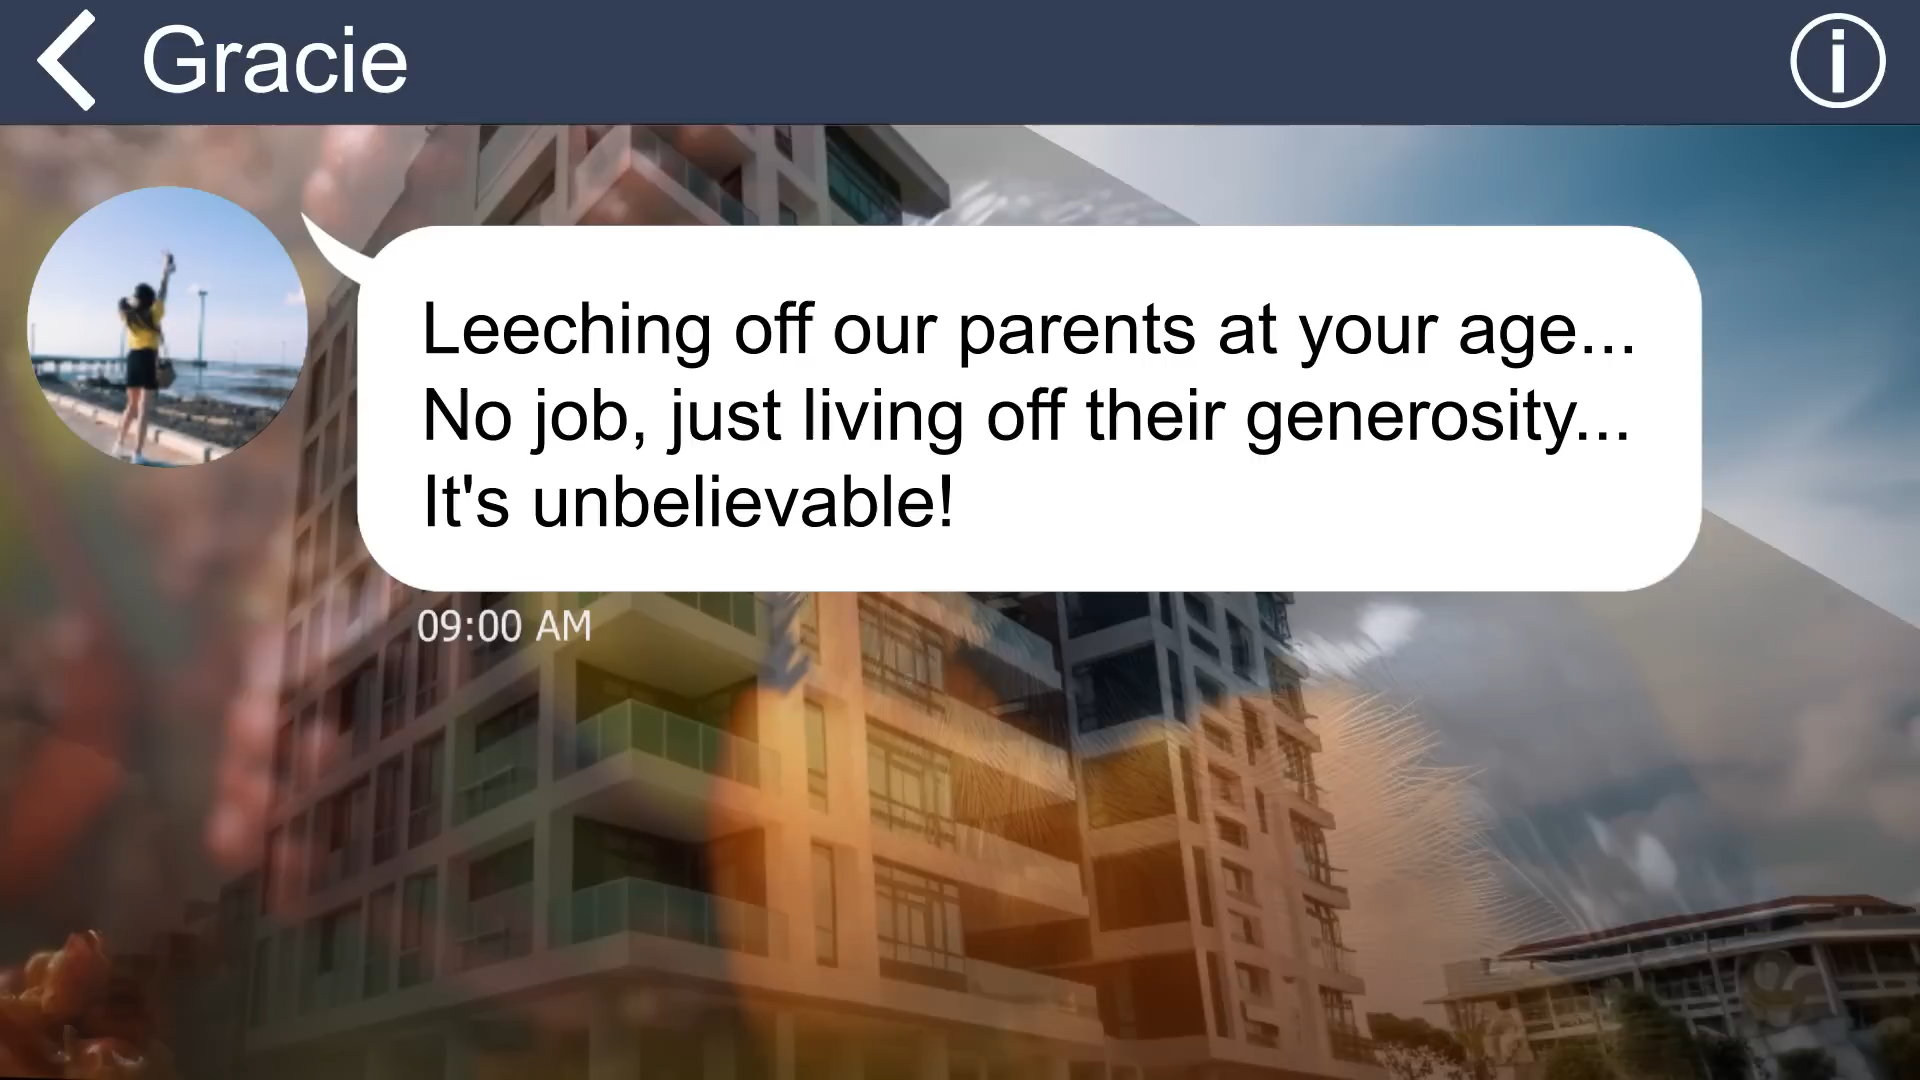 Gracie
Leeching off our parents at your age...
No job, just living off their generosity...
It's unbelievable!
09:00 AM